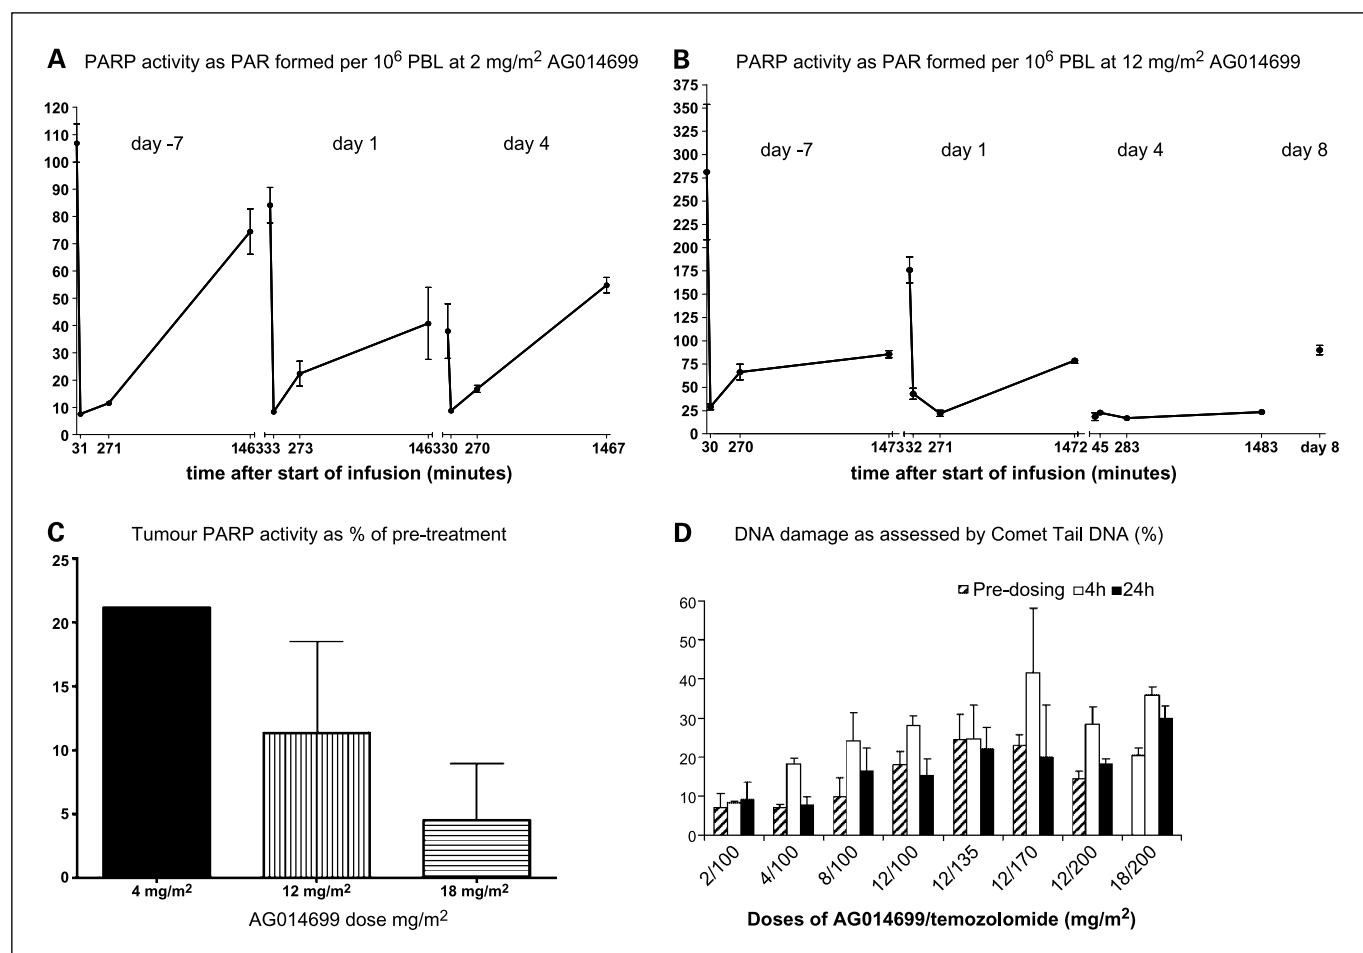 A PARP activity as PAR formed per 10⁶ PBL at 2 mg/m² AG014699
120
110
100
90
80
70
60
50
40
30
20
10
0
day -7
day 1
day 4
31 271 146333 273 146330 270 1467
time after start of infusion (minutes)
B PARP activity as PAR formed per 10⁶ PBL at 12 mg/m² AG014699
375
350
325
300
275
250
225
200
175
150
125
100
75
50
25
0
day -7
day 1
day 4
day 8
30 270 147332 271 1472 45 283 1483 day 8
time after start of infusion (minutes)
C Tumour PARP activity as % of pre-treatment
25
20
15
10
5
0
4 mg/m² 12 mg/m² 18 mg/m²
AG014699 dose mg/m²
D DNA damage as assessed by Comet Tail DNA (%)
Pre-dosing 4h 24h
60
50
40
30
20
10
0
2/100 4/100 8/100 12/100 12/135 12/170 12/200 18/200
Doses of AG014699/temozolomide (mg/m²)